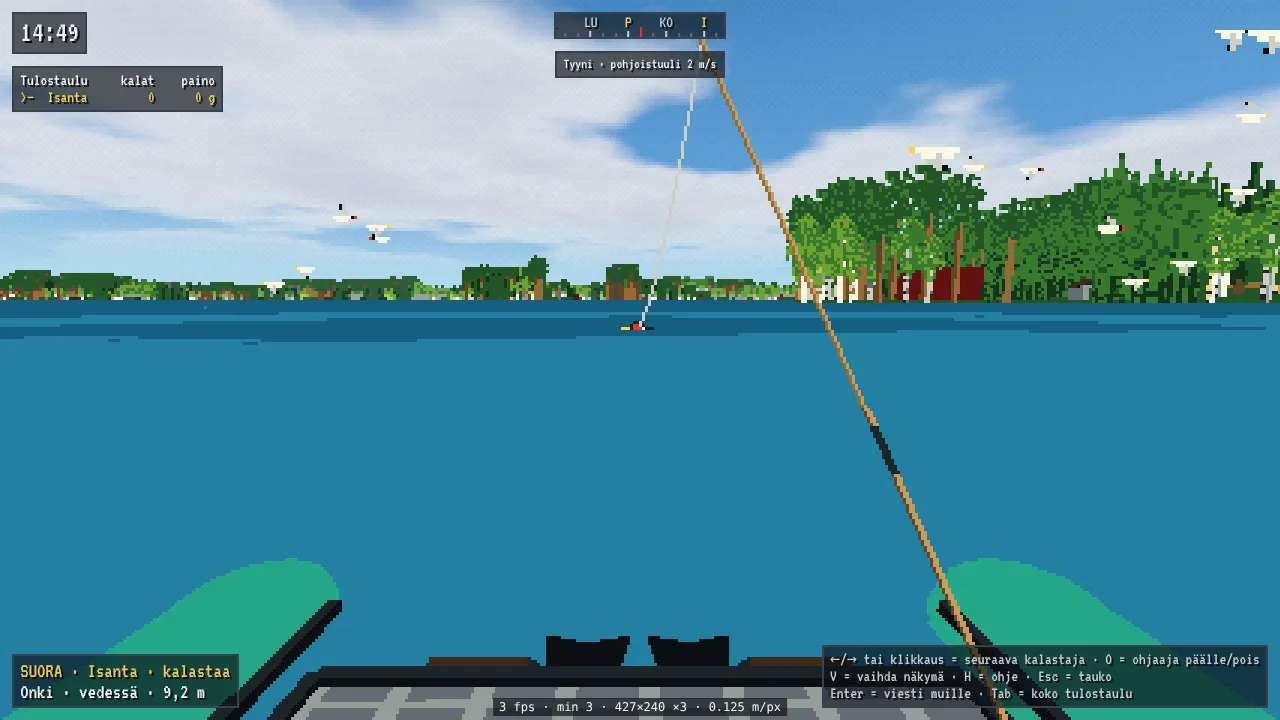 14:49
LU P KO I
Tyyni · pohjoistuuli 2 m/s
Tulostaulu kalat paino
>- Isanta 0 0 g
SUORA · Isanta · kalastaa
Onki · vedessä · 9,2 m
3 fps · min 3 · 427×240 ×3 · 0.125 m/px
←/→ tai klikkaus = seuraava kalastaja · O = ohjaaja päälle/pois
V = vaihda näkymä · H = ohje · Esc = tauko
Enter = viesti muille · Tab = koko tulostaulu